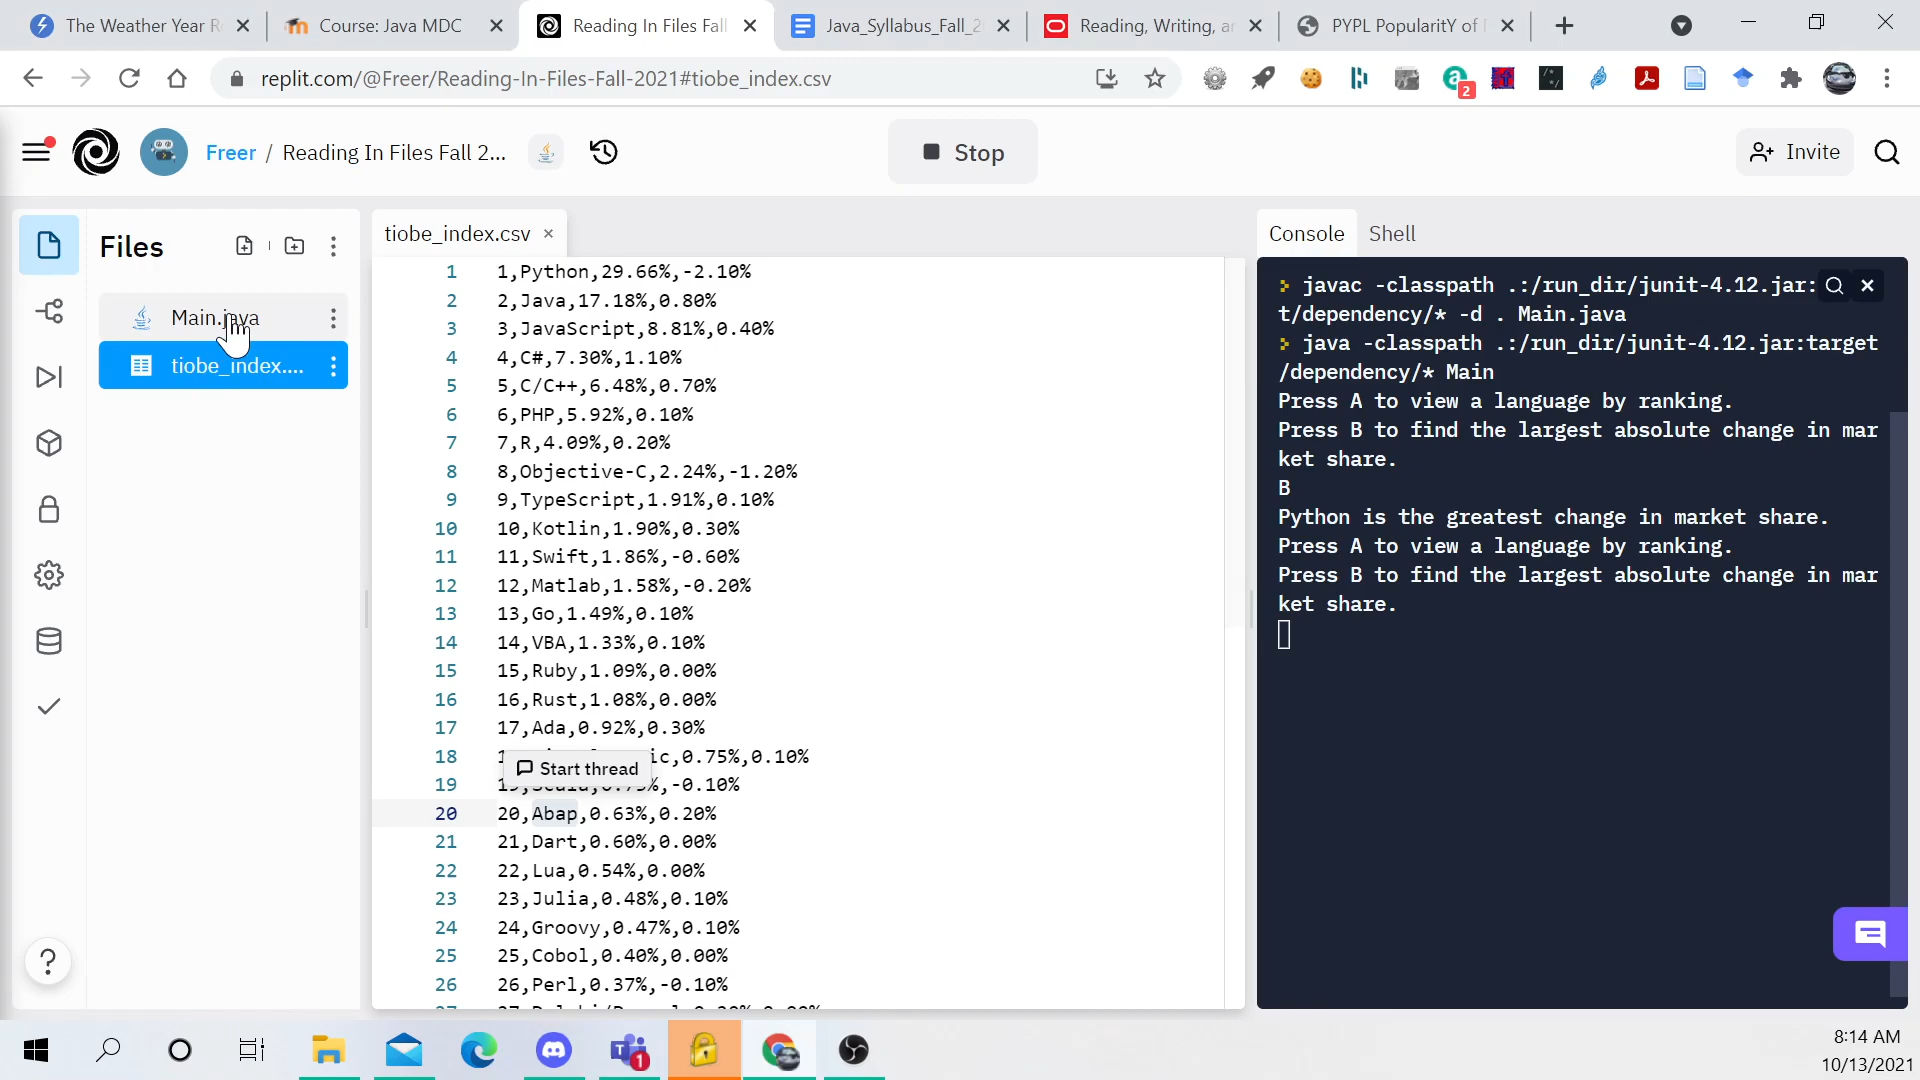 The Weather Year R
Course: Java MDC
Reading In Files Fall
Java_Syllabus_Fall_2
Reading, Writing, a
PYPL PopularitY of
replit.com/@Freer/Reading-In-Files-Fall-2021#tiobe_index.csv
2
Freer / Reading In Files Fall 2...
Stop
Invite
Files
Main.java
tiobe_index....
tiobe_index.csv
1 1,Python,29.66%,-2.10%
2 2,Java,17.18%,0.80%
3 3,JavaScript,8.81%,0.40%
4 4,C#,7.30%,1.10%
5 5,C/C++,6.48%,0.70%
6 6,PHP,5.92%,0.10%
7 7,R,4.09%,0.20%
8 8,Objective-C,2.24%,-1.20%
9 9,TypeScript,1.91%,0.10%
10 10,Kotlin,1.90%,0.30%
11 11,Swift,1.86%,-0.60%
12 12,Matlab,1.58%,-0.20%
13 13,Go,1.49%,0.10%
14 14,VBA,1.33%,0.10%
15 15,Ruby,1.09%,0.00%
16 16,Rust,1.08%,0.00%
17 17,Ada,0.92%,0.30%
18 ic,0.75%,0.10%
Start thread
19 %,-0.10%
20 20,Abap,0.63%,0.20%
21 21,Dart,0.60%,0.00%
22 22,Lua,0.54%,0.00%
23 23,Julia,0.48%,0.10%
24 24,Groovy,0.47%,0.10%
25 25,Cobol,0.40%,0.00%
26 26,Perl,0.37%,-0.10%
Console Shell
javac -classpath .:/run_dir/junit-4.12.jar:
t/dependency/* -d . Main.java
java -classpath .:/run_dir/junit-4.12.jar:target
/dependency/* Main
Press A to view a language by ranking.
Press B to find the largest absolute change in mar
ket share.
B
Python is the greatest change in market share.
Press A to view a language by ranking.
Press B to find the largest absolute change in mar
ket share.
1
8:14 AM
10/13/2021